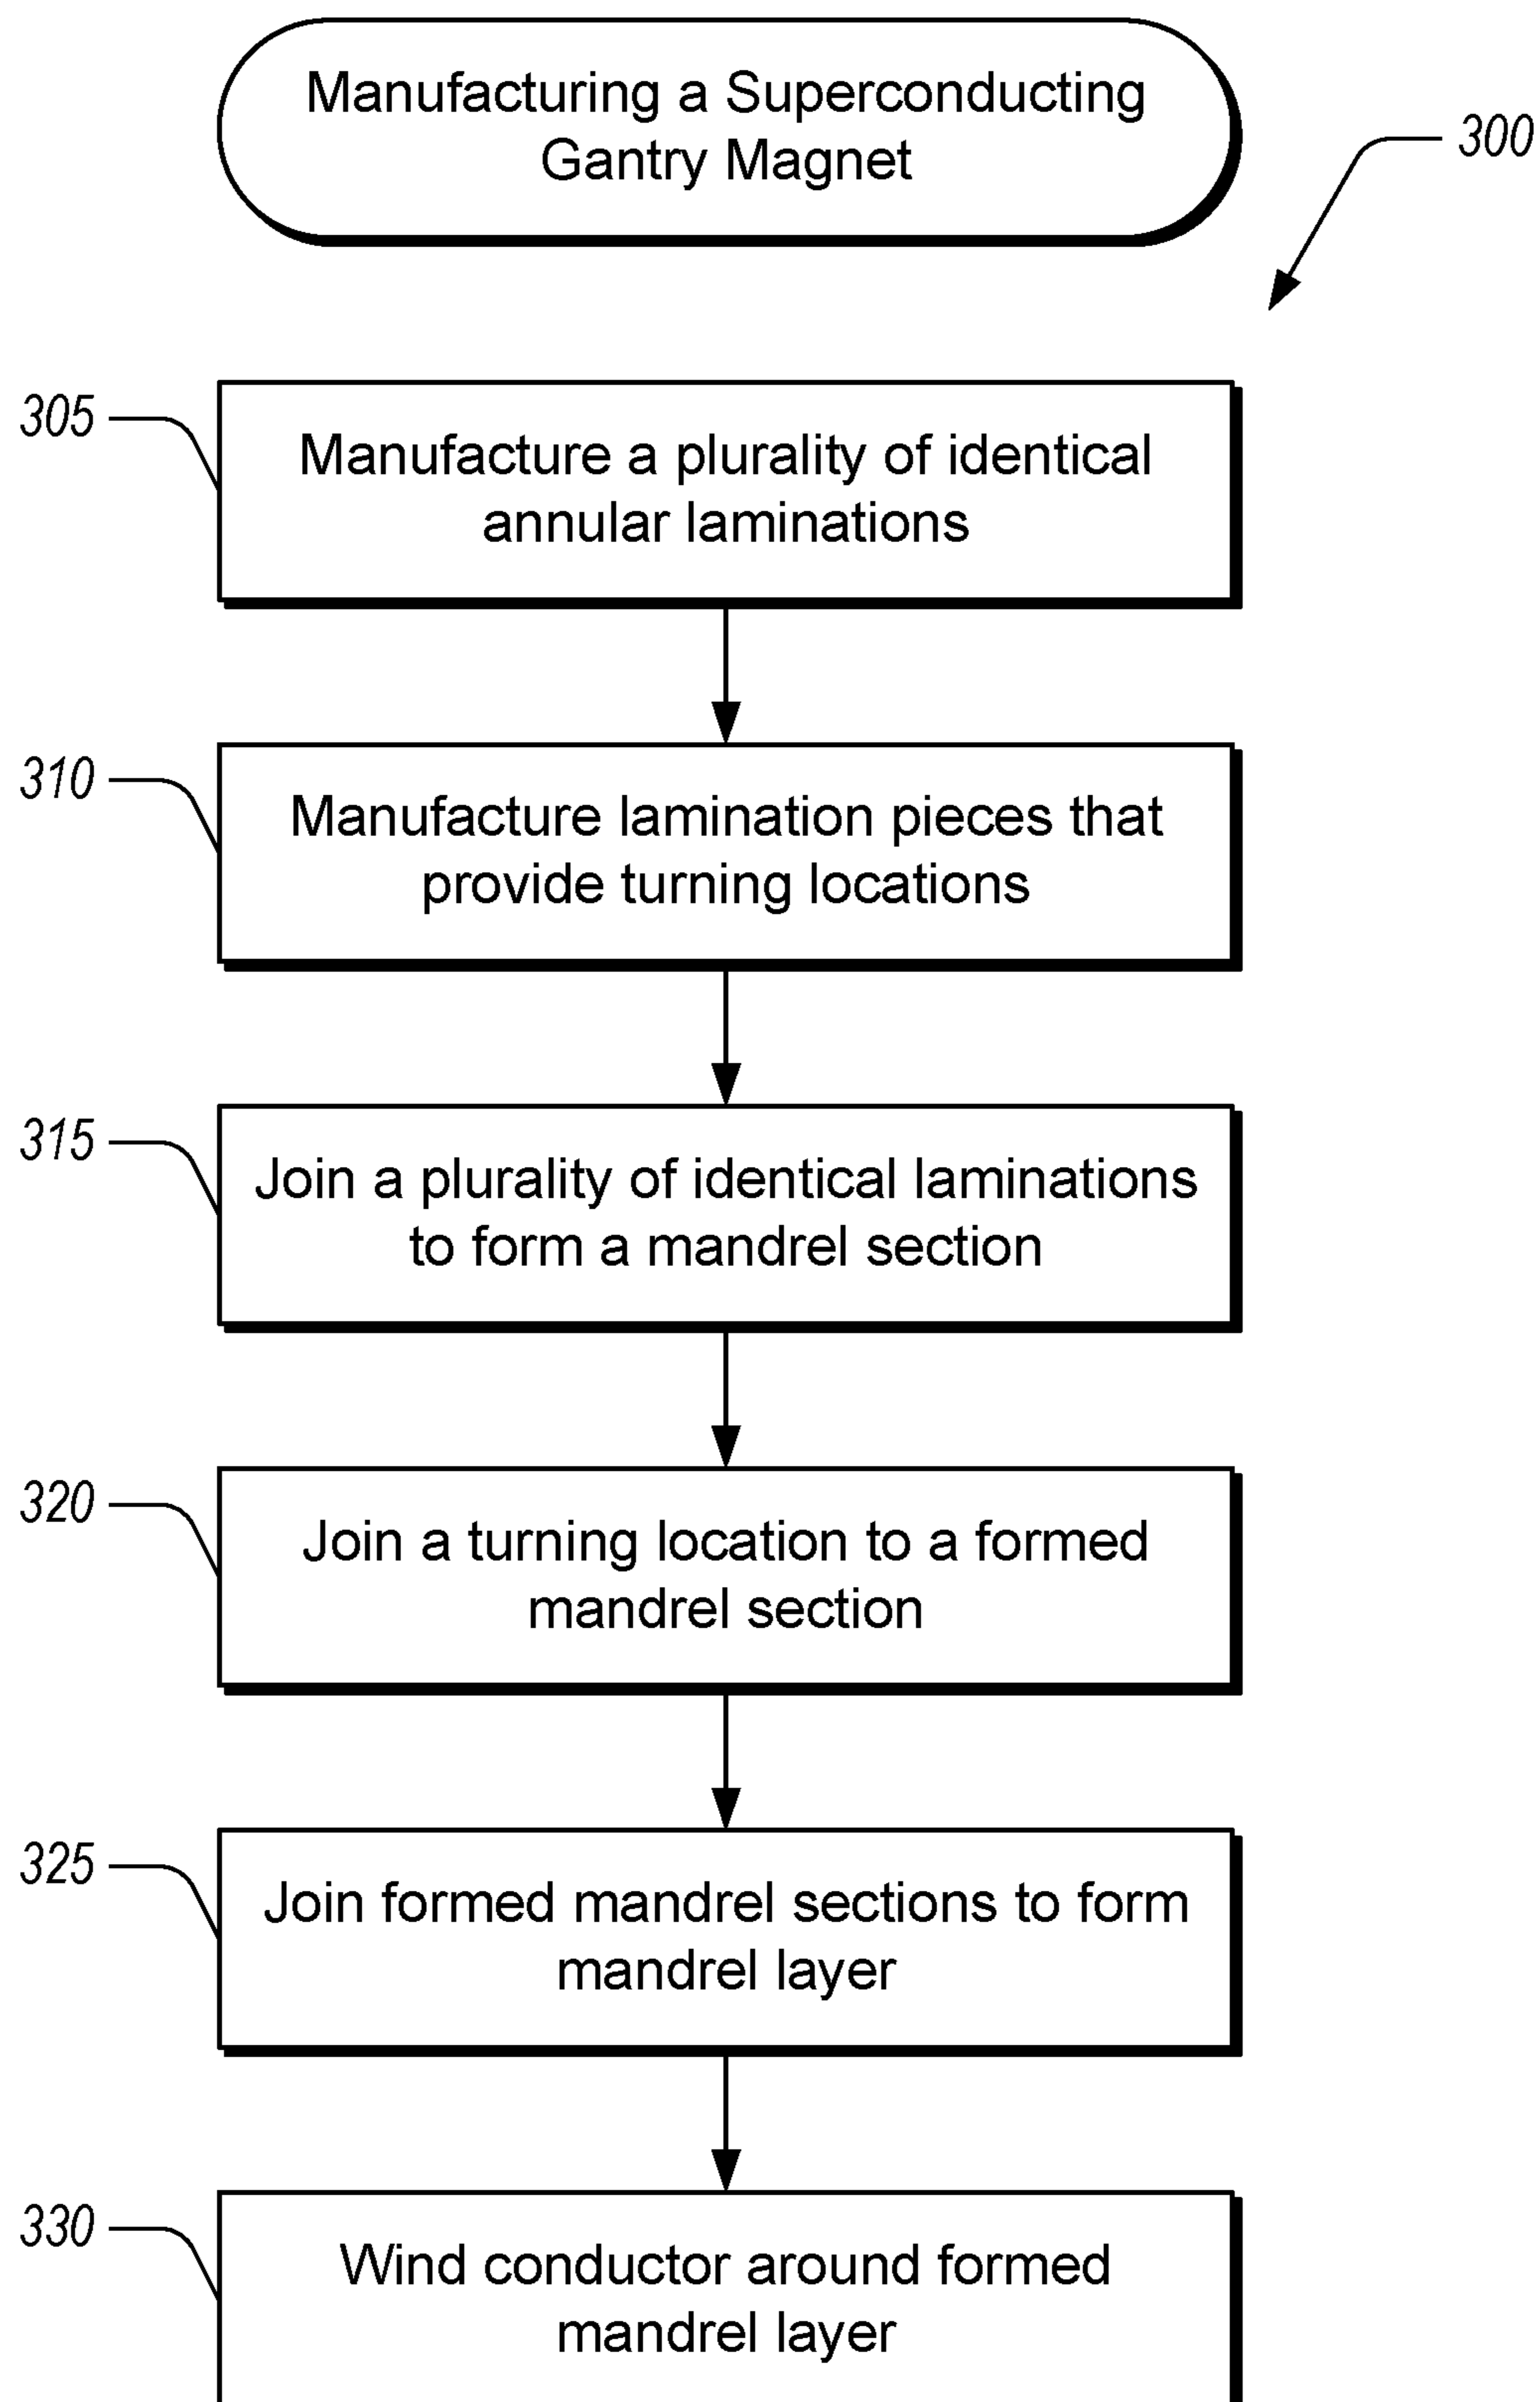 Manufacturing a Superconducting
Gantry Magnet
300
305
Manufacture a plurality of identical
annular laminations
310
Manufacture lamination pieces that
provide turning locations
315
Join a plurality of identical laminations
to form a mandrel section
320
Join a turning location to a formed
mandrel section
325
Join formed mandrel sections to form
mandrel layer
330
Wind conductor around formed
mandrel layer